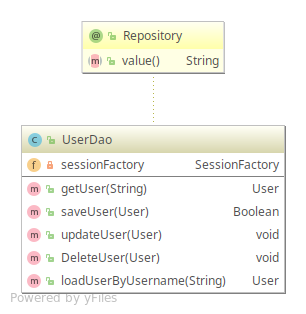 @ Repository
m value() String
C UserDao
f sessionFactory SessionFactory
m getUser(String) User
m saveUser(User) Boolean
m updateUser(User) void
m DeleteUser(User) void
m loadUserByUsername(String) User
Powered by yFiles